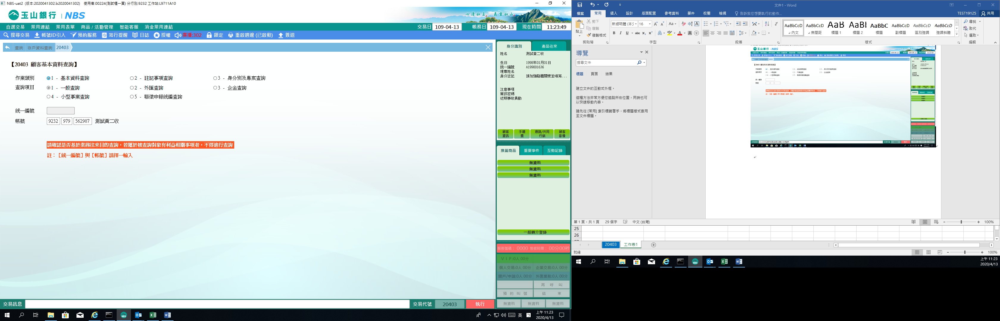 NBS-uat2 (版本:2020041302.b2020041302) 使用者:00224(測試櫃一賓) 分行別:9232 工作站:L9711A10
玉山銀行 | NBS
心清如玉, 義重如山
自選交易 常用連結 常用表單 商品 / 活動管理 智能客服 消金常用連結
交易日 109-04-13 帳務日 109-04-13 現在時間 11:23:49
搜尋交易 帳號ID引入 預約服務 蒞行提醒 日誌 授權 廣播:302 鎖定 重啟週邊 (已啟動) 簽退
查詢 存戶資料查詢 20403
【20403 顧客基本資料查詢】
作業類別 1 - 基本資料查詢 2 - 註記事項查詢 3 - 身分別及專案查詢
查詢項目 1 - 一般查詢 2 - 外匯查詢 3 - 企金查詢
4 - 小型事業查詢 5 - 聯徵申報統編查詢
統一編號
帳號 9232 979 562987 測試黃二收
請確認是否基於業務往來目的查詢，若屬於被查詢對象有利益相關事項者，不得進行查詢
註：［統一編號］與［帳號］請擇一輸入
身分識別 產品往來
姓名 測試黃二收
生日 1998年01月01日
統一編號 A199001636
理專姓名
身分註記 請加強臨櫃關懷並填寫...
注意事項
簡訊密碼
近期事故異動
顧客資訊 手續費 通路/共同行銷 顧客影像
推薦商品 重要事件 互動記錄
無資料
無資料
無資料
一般轉介登錄
服務號碼： 0000 等候時間： 00分00秒
V I P:0人 00分
個人交易:0人 00分 企業交易:0人 00分
開戶/申請:0人 00分 外匯業務:0人 00分
再 呼 叫
預 約 叫 號 結 束
無資料 無資料 無資料
交易訊息 交易代號 20403 執行
英
上午 11:23
2020/4/13
文件1 - Word
檔案 常用 插入 設計 版面配置 參考資料 郵件 校閱 檢視 告訴我您想要執行的動作... TEST19125 共用
貼上 剪下 複製 複製格式
新細明體 (本文 16
AaBbCcD AaBbCcD AaB AaBl AaBbC AaBbCcD AaBbCcD AaBbCcD
內文 無間距 標題 1 標題 2 標題 副標題 區別強調 強調斜體
尋找 取代 選取
剪貼簿 字型 段落 樣式 編輯
導覽
搜尋文件
標題 頁面 結果
建立文件的互動式外框。
這種方法非常方便您追蹤所在位置，同時也可以快速移動內容。
請先從 [常用] 索引標籤著手，將標題樣式套用至文件標題。
第 1 頁，共 1 頁 29 個字 中文 (台灣) 100%
25
26
20403 工作表1
就緒 100%
上午 11:23
2020/4/13